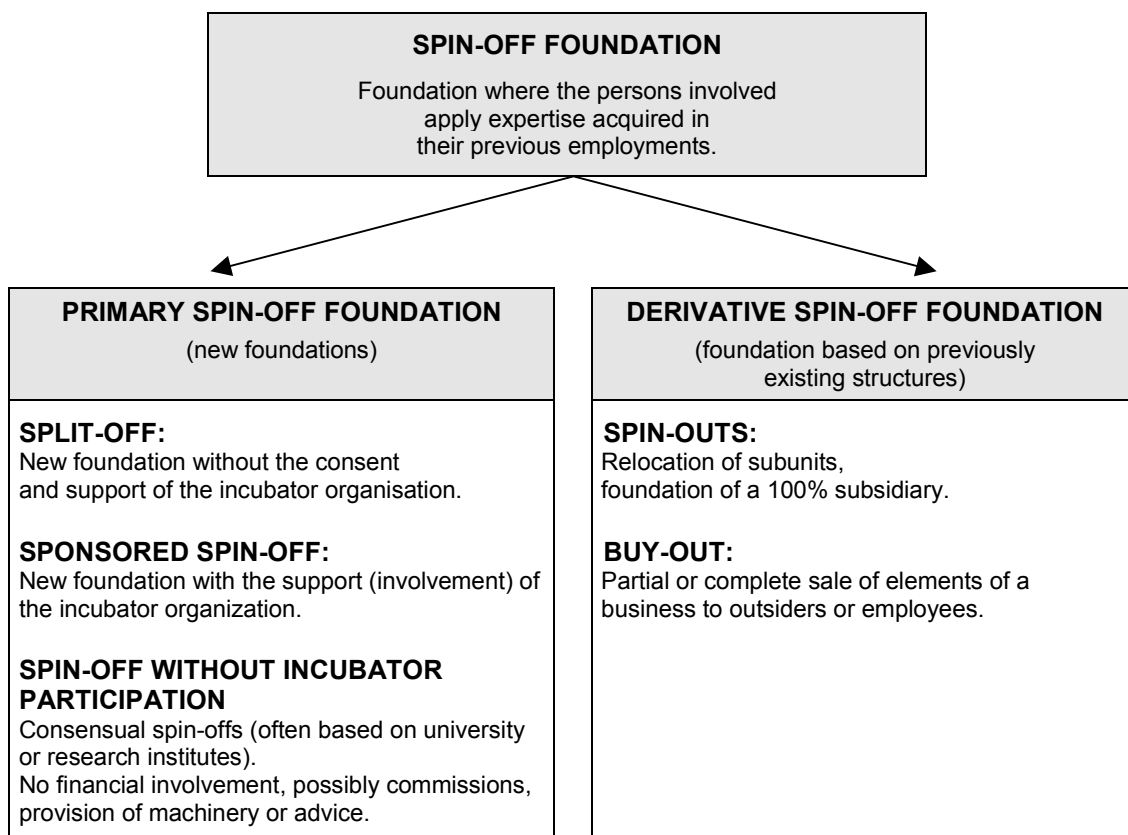 SPIN-OFF FOUNDATION
Foundation where the persons involved
apply expertise acquired in
their previous employments.
PRIMARY SPIN-OFF FOUNDATION
(new foundations)
SPLIT-OFF:
New foundation without the consent
and support of the incubator organisation.
SPONSORED SPIN-OFF:
New foundation with the support (involvement) of
the incubator organization.
SPIN-OFF WITHOUT INCUBATOR
PARTICIPATION
Consensual spin-offs (often based on university
or research institutes).
No financial involvement, possibly commissions,
provision of machinery or advice.
DERIVATIVE SPIN-OFF FOUNDATION
(foundation based on previously
existing structures)
SPIN-OUTS:
Relocation of subunits,
foundation of a 100% subsidiary.
BUY-OUT:
Partial or complete sale of elements of a
business to outsiders or employees.